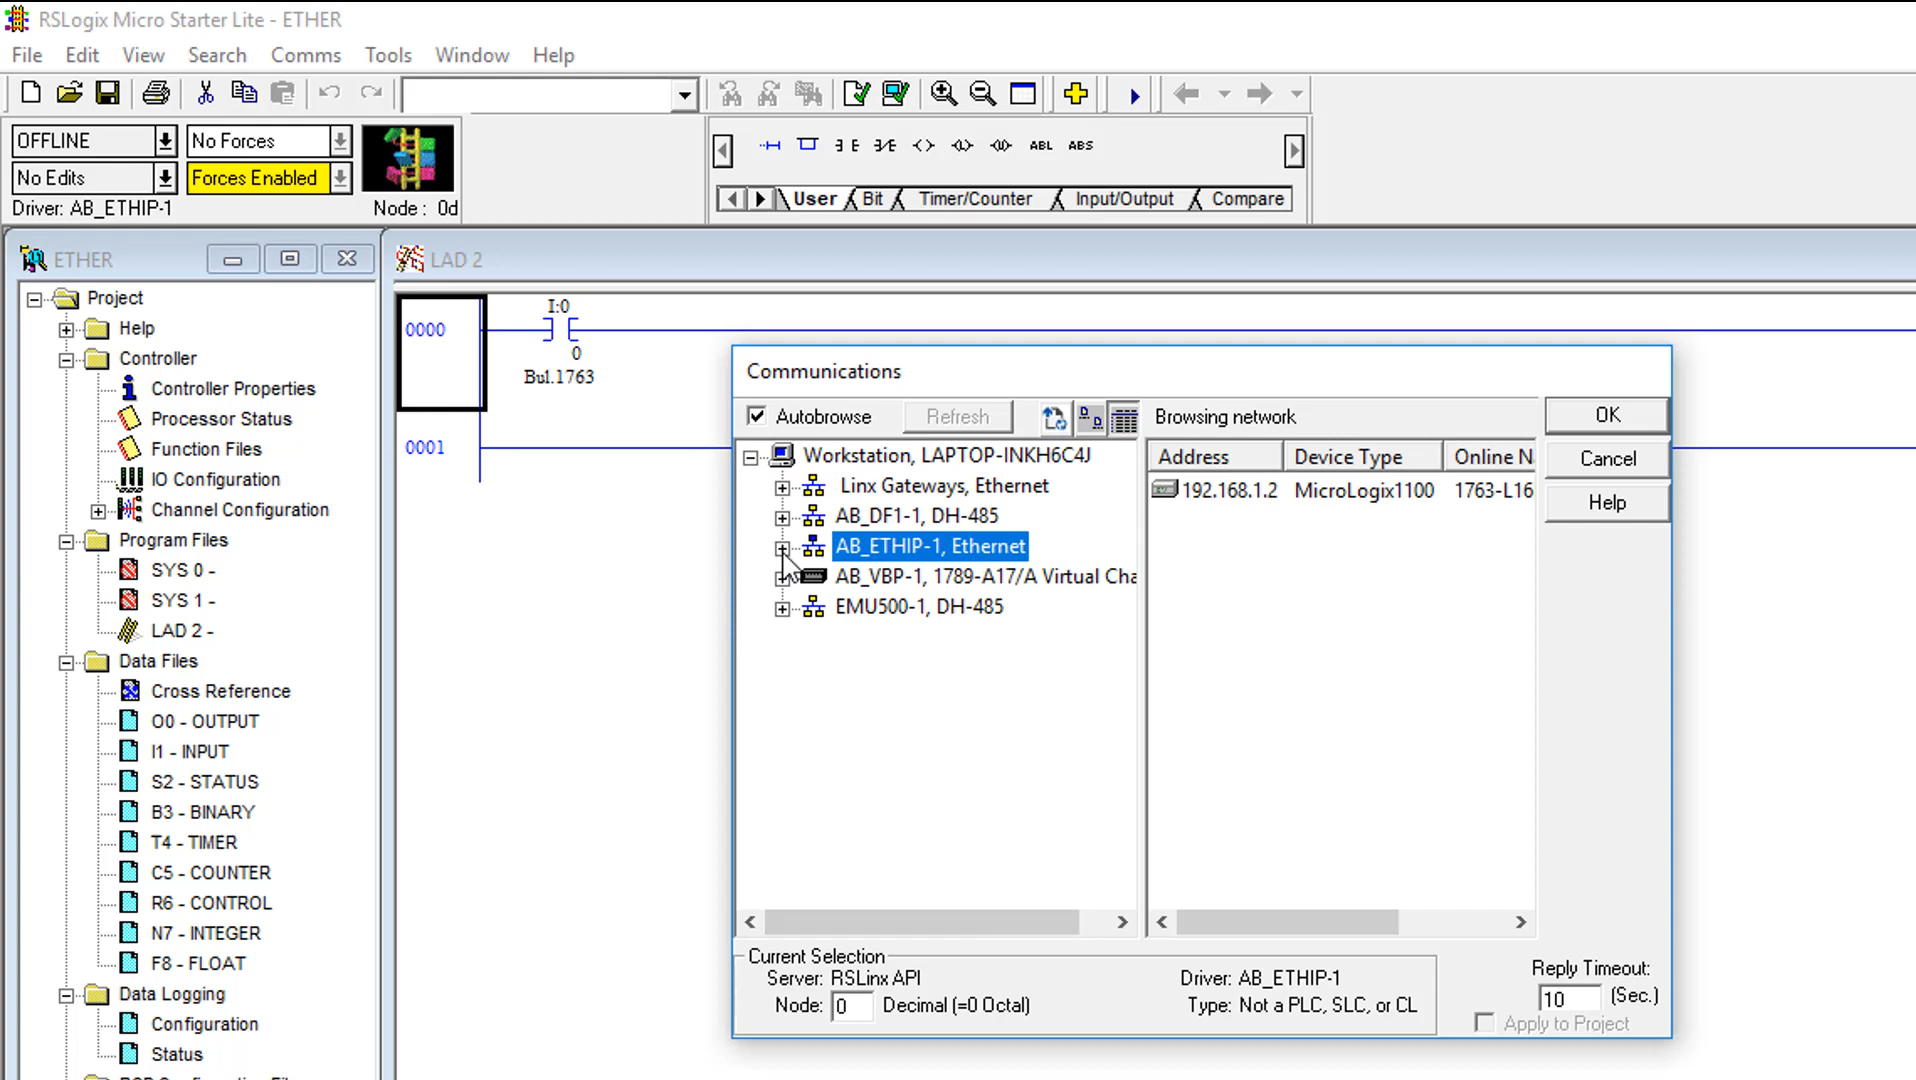 RSLogix Micro Starter Lite - ETHER
File Edit View Search Comms Tools Window Help
OFFLINE No Forces
No Edits Forces Enabled
Driver: AB_ETHIP-1 Node : 0d
ABL ABS
User Bit Timer/Counter Input/Output Compare
ETHER
LAD 2
Project
Help
Controller
Controller Properties
Processor Status
Function Files
IO Configuration
Channel Configuration
Program Files
SYS 0 -
SYS 1 -
LAD 2 -
Data Files
Cross Reference
O0 - OUTPUT
I1 - INPUT
S2 - STATUS
B3 - BINARY
T4 - TIMER
C5 - COUNTER
R6 - CONTROL
N7 - INTEGER
F8 - FLOAT
Data Logging
Configuration
Status
0000
I:0
0
Bul.1763
0001
Communications
Autobrowse Refresh Browsing network
Workstation, LAPTOP-INKH6C4J
Linx Gateways, Ethernet
AB_DF1-1, DH-485
AB_ETHIP-1, Ethernet
AB_VBP-1, 1789-A17/A Virtual Cha
EMU500-1, DH-485
Address Device Type Online N
192.168.1.2 MicroLogix1100 1763-L16
OK
Cancel
Help
Current Selection
Server: RSLinx API Driver: AB_ETHIP-1
Node: 0 Decimal (=0 Octal) Type: Not a PLC, SLC, or CL
Reply Timeout:
10 (Sec.)
Apply to Project